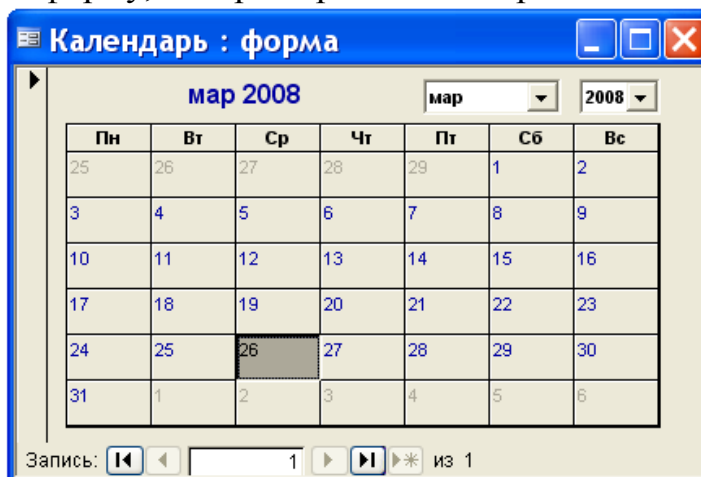 Календарь : форма
мар 2008 мар 2008
Пн Вт Ср Чт Пт Сб Вс
25 26 27 28 29 1 2
3 4 5 6 7 8 9
10 11 12 13 14 15 16
17 18 19 20 21 22 23
24 25 26 27 28 29 30
31 1 2 3 4 5 6
Запись: 1 из 1